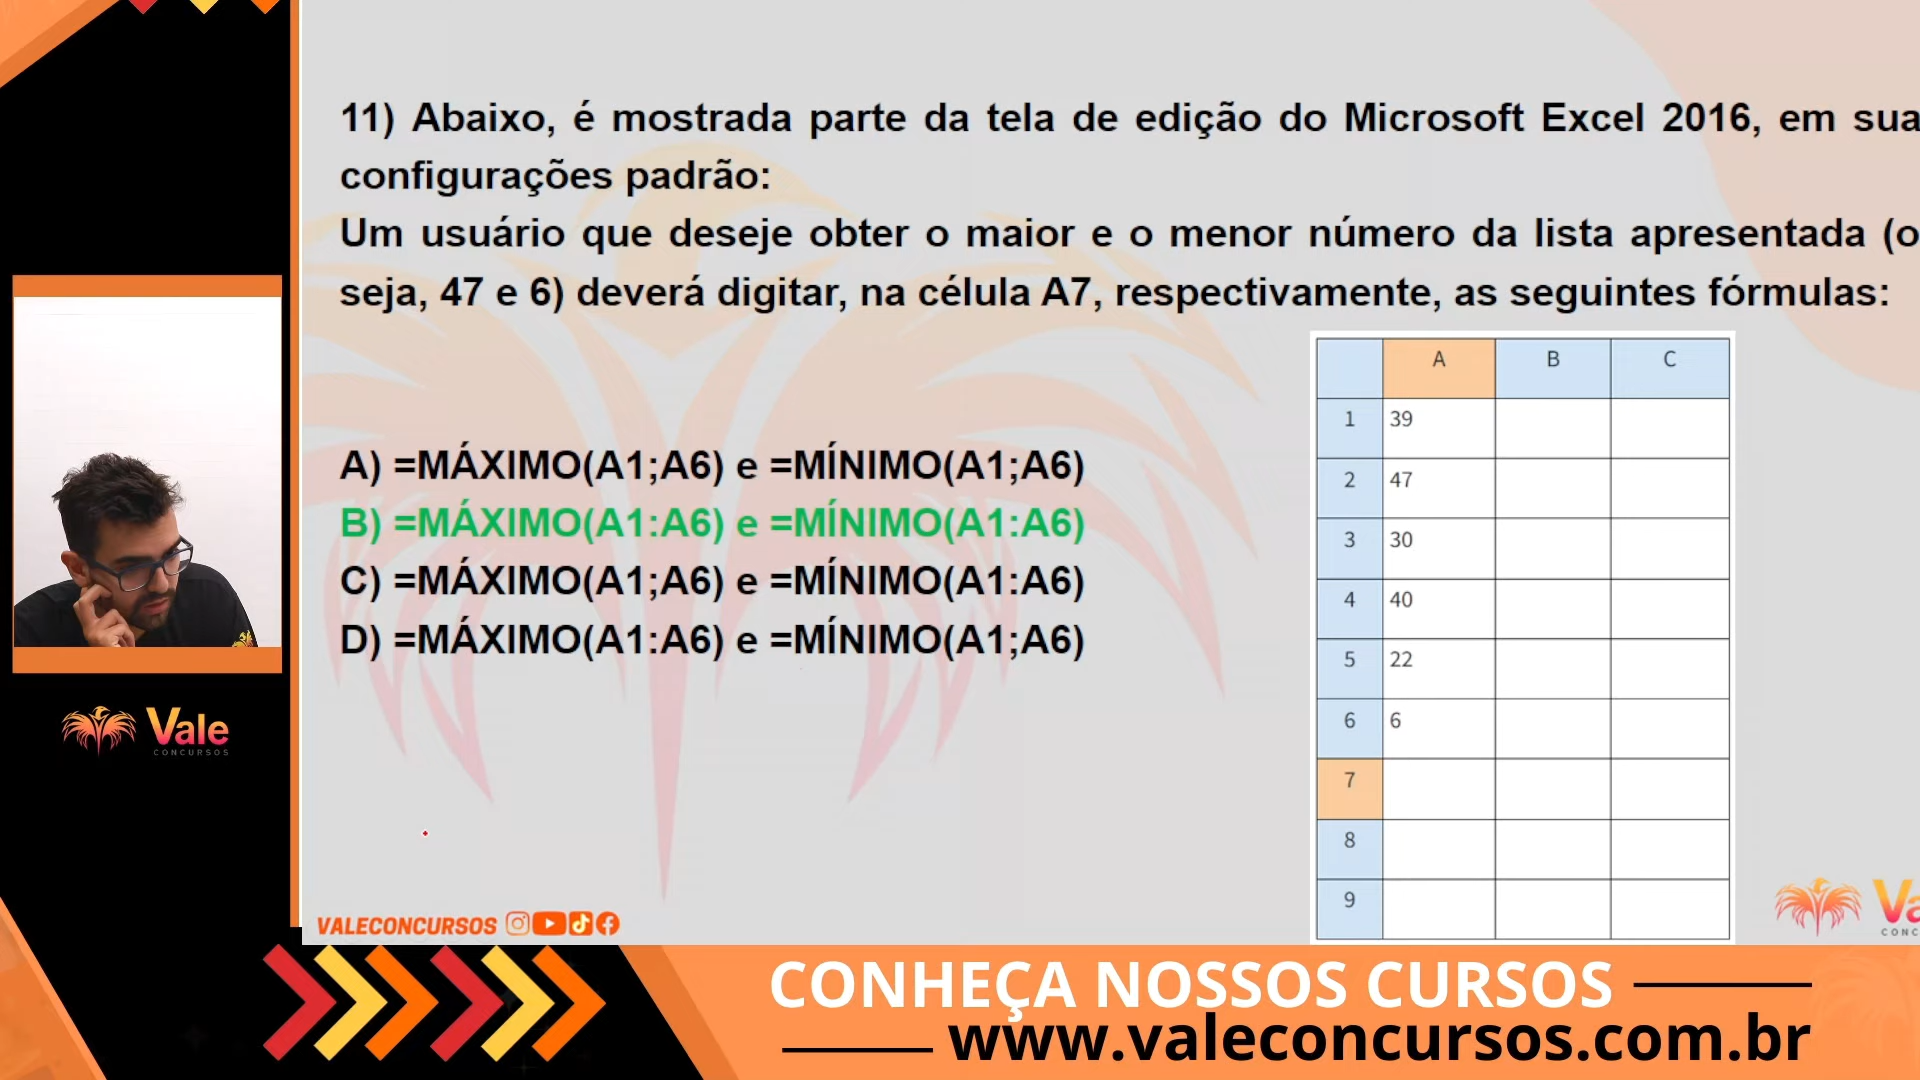 11) Abaixo, é mostrada parte da tela de edição do Microsoft Excel 2016, em sua
configurações padrão:
Um usuário que deseje obter o maior e o menor número da lista apresentada (o
seja, 47 e 6) deverá digitar, na célula A7, respectivamente, as seguintes fórmulas:
A) =MÁXIMO(A1;A6) e =MÍNIMO(A1;A6)
B) =MÁXIMO(A1:A6) e =MÍNIMO(A1:A6)
C) =MÁXIMO(A1;A6) e =MÍNIMO(A1:A6)
D) =MÁXIMO(A1:A6) e =MÍNIMO(A1;A6)
A B C
1 39
2 47
3 30
4 40
5 22
6 6
7
8
9
Vale
CONCURSOS
VALECONCURSOS
Va
CONC
CONHEÇA NOSSOS CURSOS
www.valeconcursos.com.br